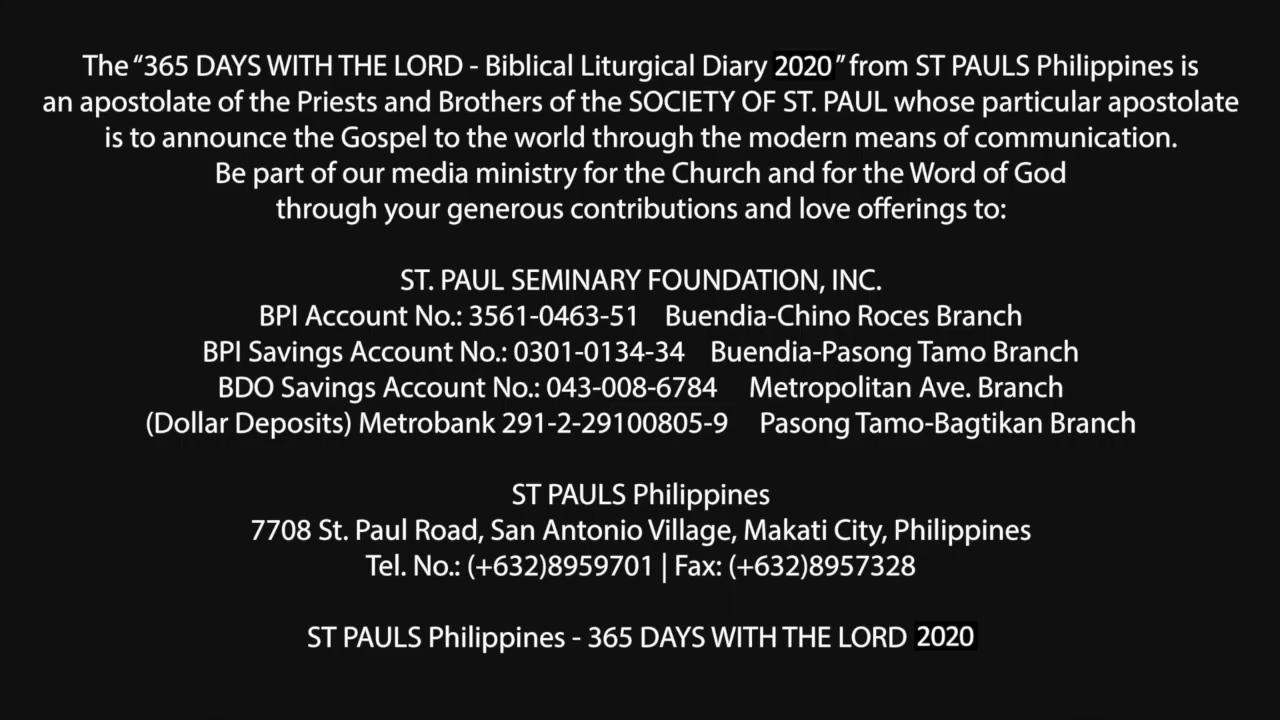 The “365 DAYS WITH THE LORD - Biblical Liturgical Diary 2020” from ST PAULS Philippines is
an apostolate of the Priests and Brothers of the SOCIETY OF ST. PAUL whose particular apostolate
is to announce the Gospel to the world through the modern means of communication.
Be part of our media ministry for the Church and for the Word of God
through your generous contributions and love offerings to:
ST. PAUL SEMINARY FOUNDATION, INC.
BPI Account No.: 3561-0463-51 Buendia-Chino Roces Branch
BPI Savings Account No.: 0301-0134-34 Buendia-Pasong Tamo Branch
BDO Savings Account No.: 043-008-6784 Metropolitan Ave. Branch
(Dollar Deposits) Metrobank 291-2-29100805-9 Pasong Tamo-Bagtikan Branch
ST PAULS Philippines
7708 St. Paul Road, San Antonio Village, Makati City, Philippines
Tel. No.: (+632)8959701 | Fax: (+632)8957328
ST PAULS Philippines - 365 DAYS WITH THE LORD 2020